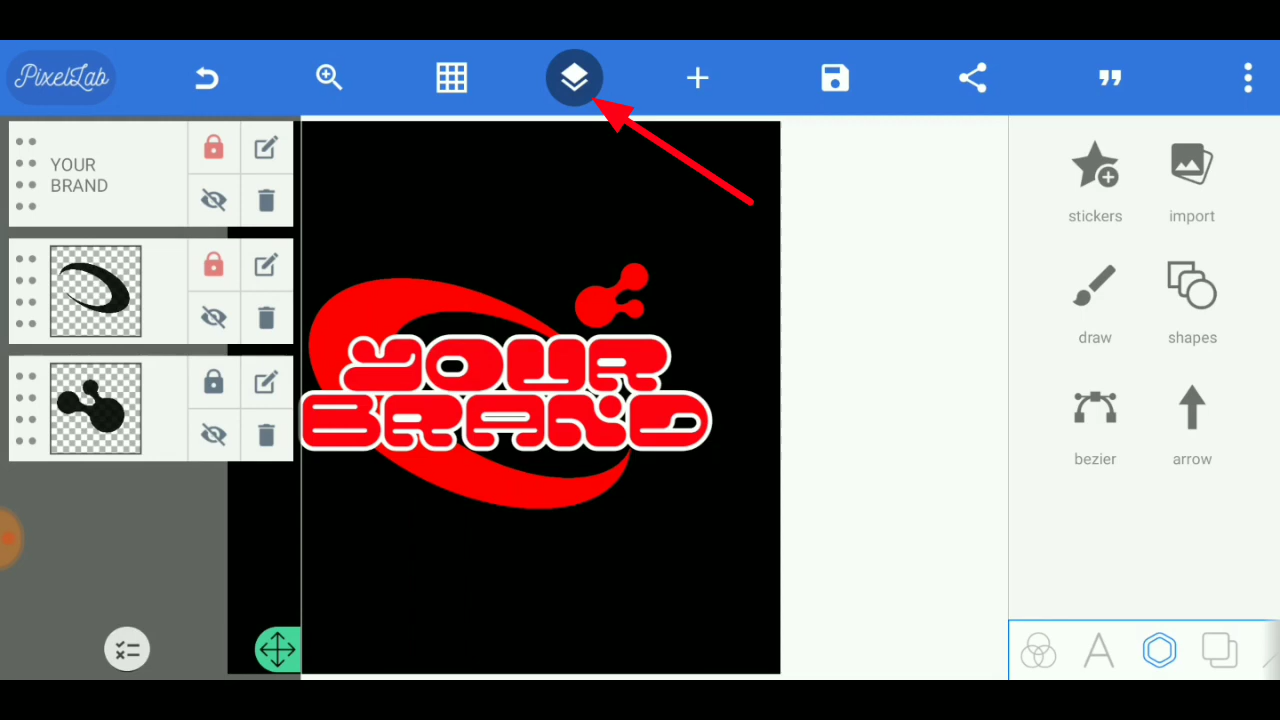 PixelLab
YOUR
BRAND
YOUR
BRAND
stickers
import
draw
shapes
bezier
arrow